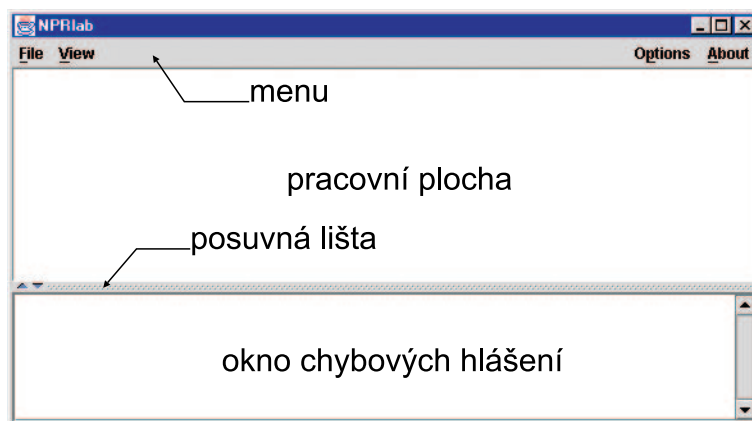 NPRlab
File View Options About
menu
pracovní plocha
posuvná lišta
okno chybových hlášení